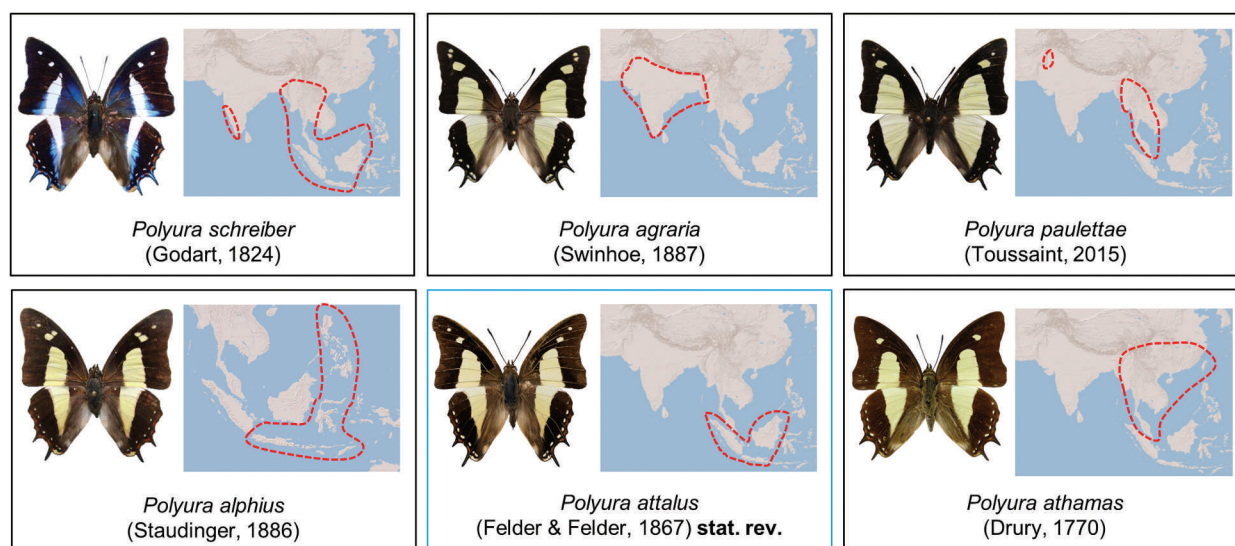 Polyura schreiber
(Godart, 1824)
Polyura agraria
(Swinhoe, 1887)
Polyura paulettae
(Toussaint, 2015)
Polyura alphius
(Staudinger, 1886)
Polyura attalus
(Felder & Felder, 1867) stat. rev.
Polyura athamas
(Drury, 1770)